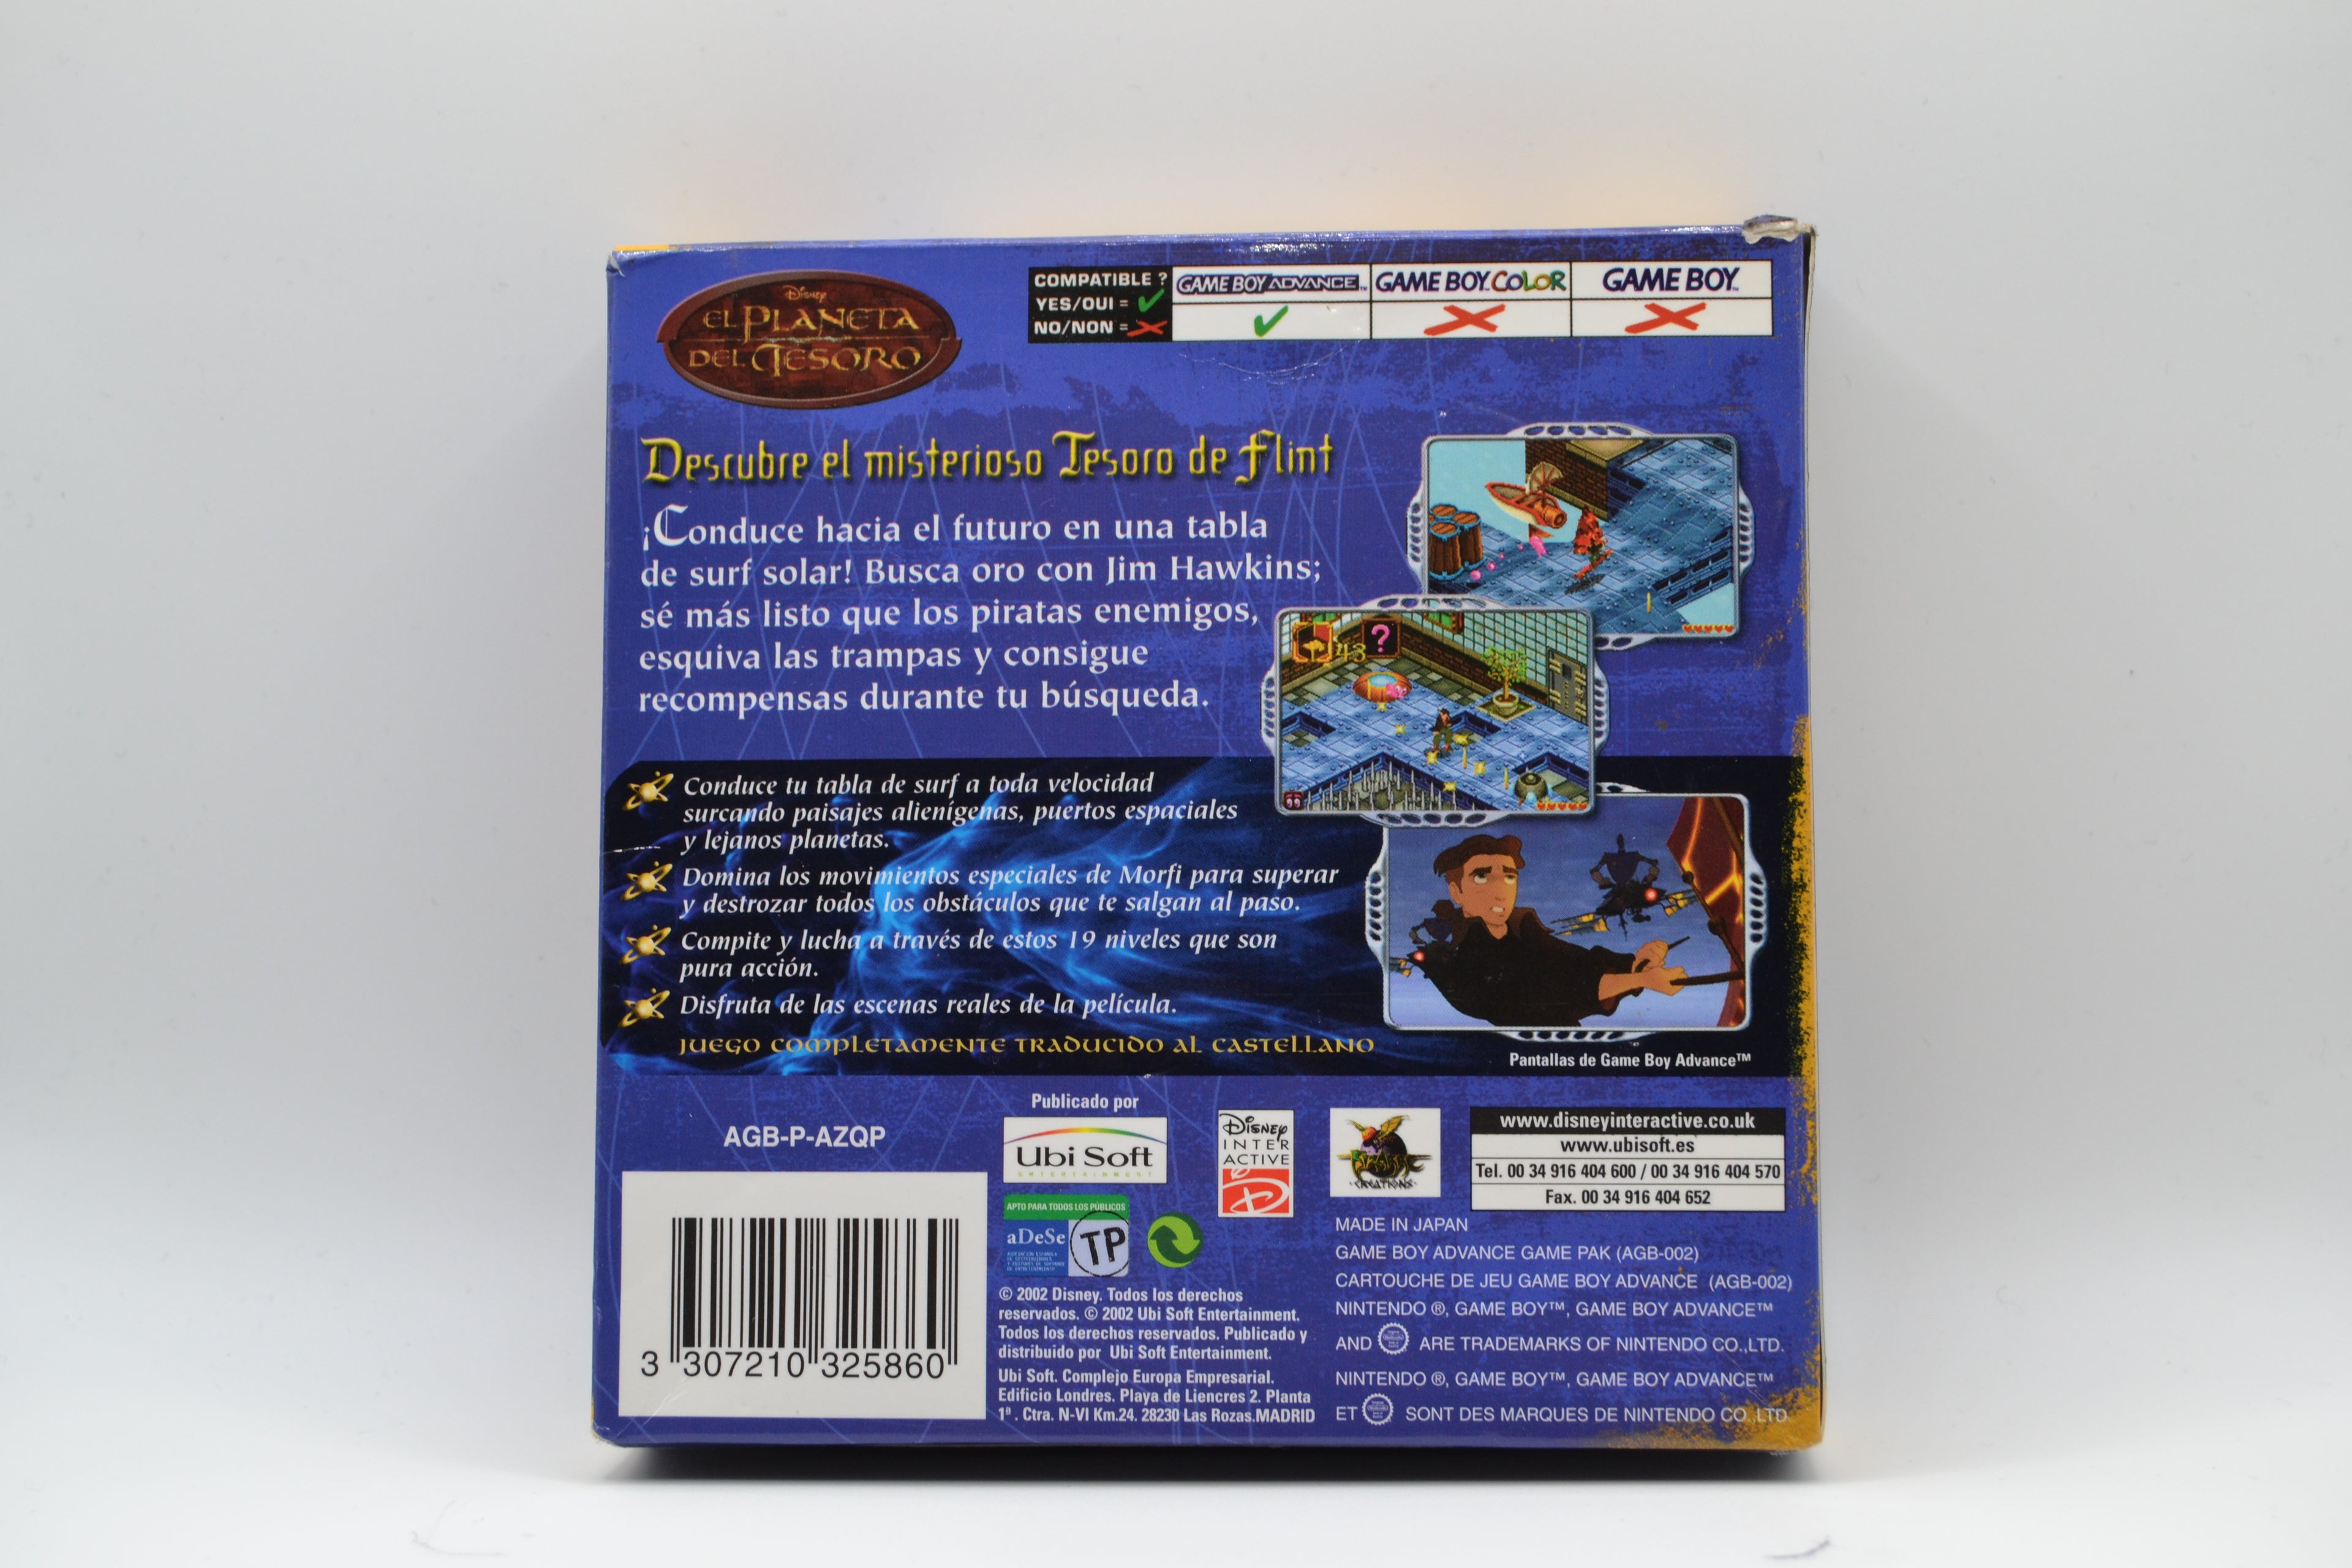 Disney
EL PLANETA
DEL TESORO
COMPATIBLE ?
YES/OUI =
NO/NON =
GAME BOY ADVANCE™
GAME BOY COLOR
GAME BOY™
Descubre el misterioso Tesoro de Flint
¡Conduce hacia el futuro en una tabla
de surf solar! Busca oro con Jim Hawkins;
sé más listo que los piratas enemigos,
esquiva las trampas y consigue
recompensas durante tu búsqueda.
43 ?
Conduce tu tabla de surf a toda velocidad
surcando paisajes alienígenas, puertos espaciales
y lejanos planetas.
Domina los movimientos especiales de Morfi para superar
y destrozar todos los obstáculos que te salgan al paso.
Compite y lucha a través de estos 19 niveles que son
pura acción.
Disfruta de las escenas reales de la película.
JUEGO COMPLETAMENTE TRADUCIDO AL CASTELLANO
Pantallas de Game Boy Advance™
AGB-P-AZQP
3 307210 325860
Publicado por
Ubi Soft
ENTERTAINMENT
Disney
INTER
ACTIVE
D
CREATIONS
APTO PARA TODOS LOS PÚBLICOS
aDeSe
TP
© 2002 Disney. Todos los derechos
reservados. © 2002 Ubi Soft Entertainment.
Todos los derechos reservados. Publicado y
distribuido por Ubi Soft Entertainment.
Ubi Soft. Complejo Europa Empresarial.
Edificio Londres. Playa de Liencres 2. Planta
1ª . Ctra. N-VI Km.24. 28230 Las Rozas.MADRID
www.disneyinteractive.co.uk
www.ubisoft.es
Tel. 00 34 916 404 600 / 00 34 916 404 570
Fax. 00 34 916 404 652
MADE IN JAPAN
GAME BOY ADVANCE GAME PAK (AGB-002)
CARTOUCHE DE JEU GAME BOY ADVANCE (AGB-002)
NINTENDO ®, GAME BOY™, GAME BOY ADVANCE™
AND ARE TRADEMARKS OF NINTENDO CO.,LTD.
NINTENDO ®, GAME BOY™, GAME BOY ADVANCE™
ET SONT DES MARQUES DE NINTENDO CO.,LTD